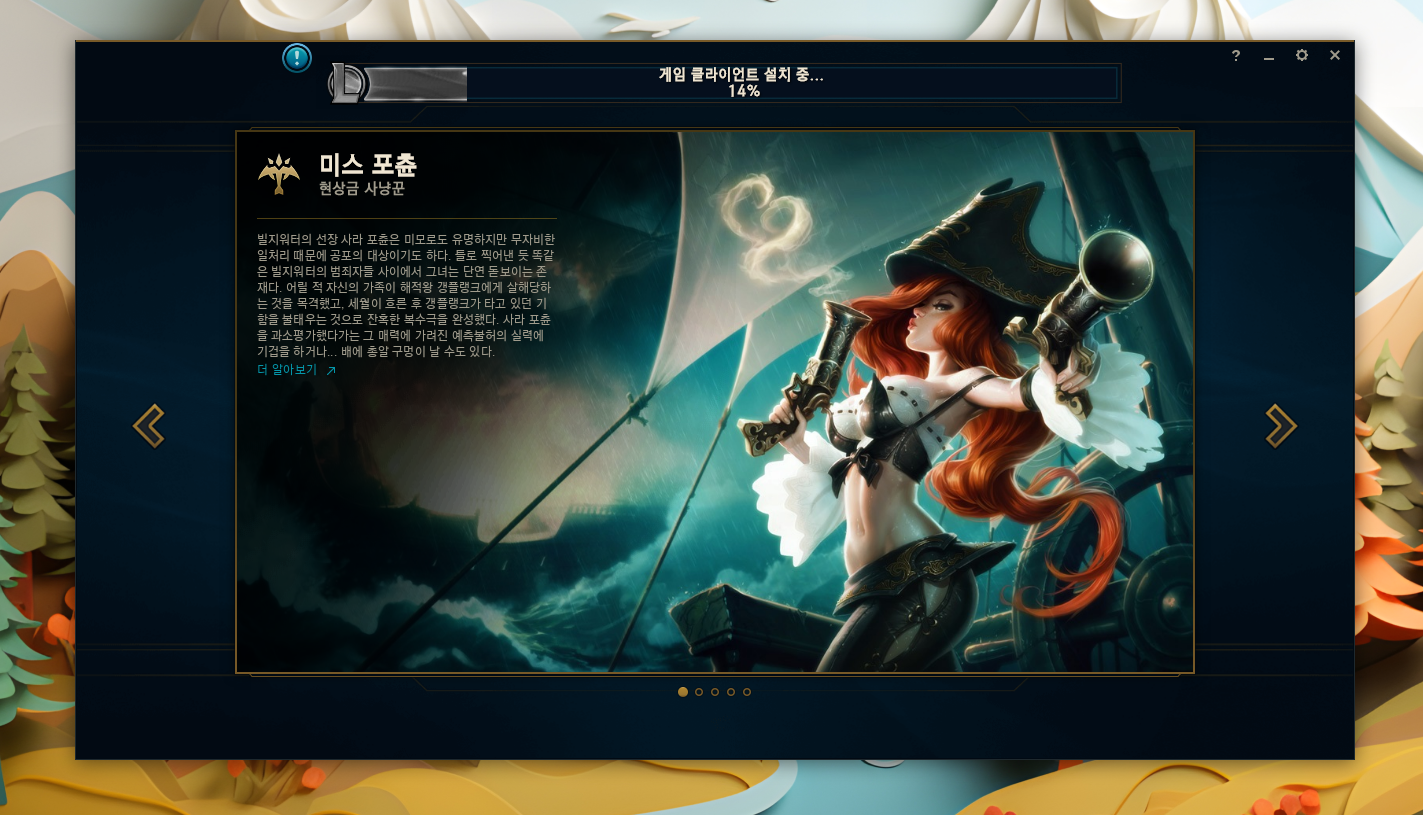 게임 클라이언트 설치 중...
14%
미스 포츈
현상금 사냥꾼
빌지워터의 선장 사라 포츈은 미모로도 유명하지만 무자비한
일처리 때문에 공포의 대상이기도 하다. 틀로 찍어낸 듯 똑같
은 빌지워터의 범죄자들 사이에서 그녀는 단연 돋보이는 존
재다. 어릴 적 자신의 가족이 해적왕 갱플랭크에게 살해당하
는 것을 목격했고, 세월이 흐른 후 갱플랭크가 타고 있던 기
함을 불태우는 것으로 잔혹한 복수극을 완성했다. 사라 포츈
을 과소평가했다가는 그 매력에 가려진 예측불허의 실력에
기겁을 하거나... 배에 총알 구멍이 날 수도 있다.
더 알아보기